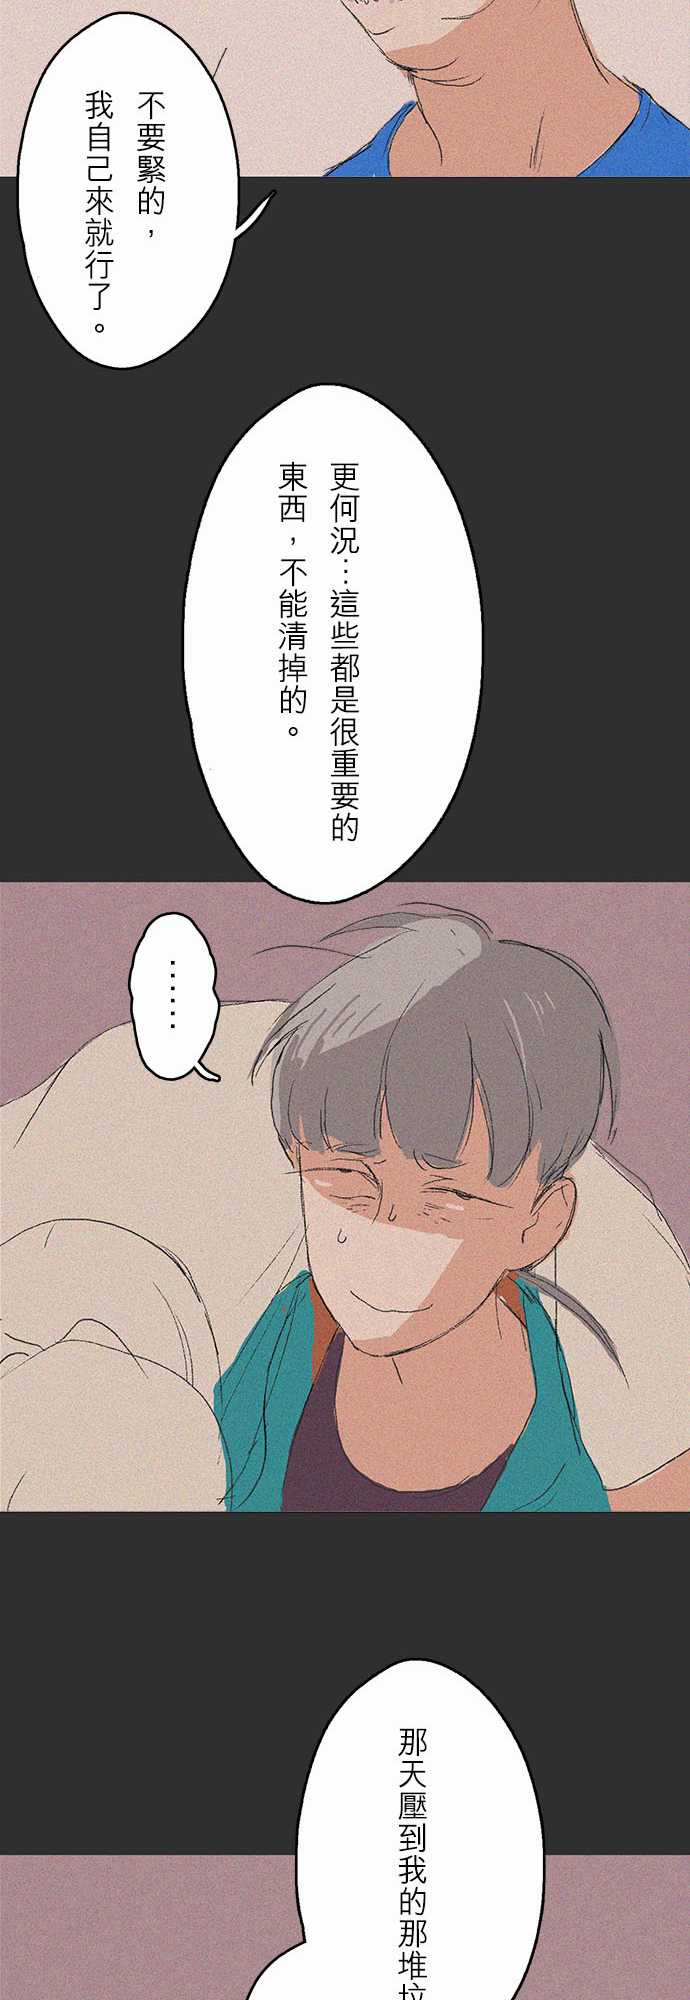 不要緊的，
我自己來就行了。
更何況…這些都是很重要的
東西，不能清掉的。
……
那天壓到我的那堆垃